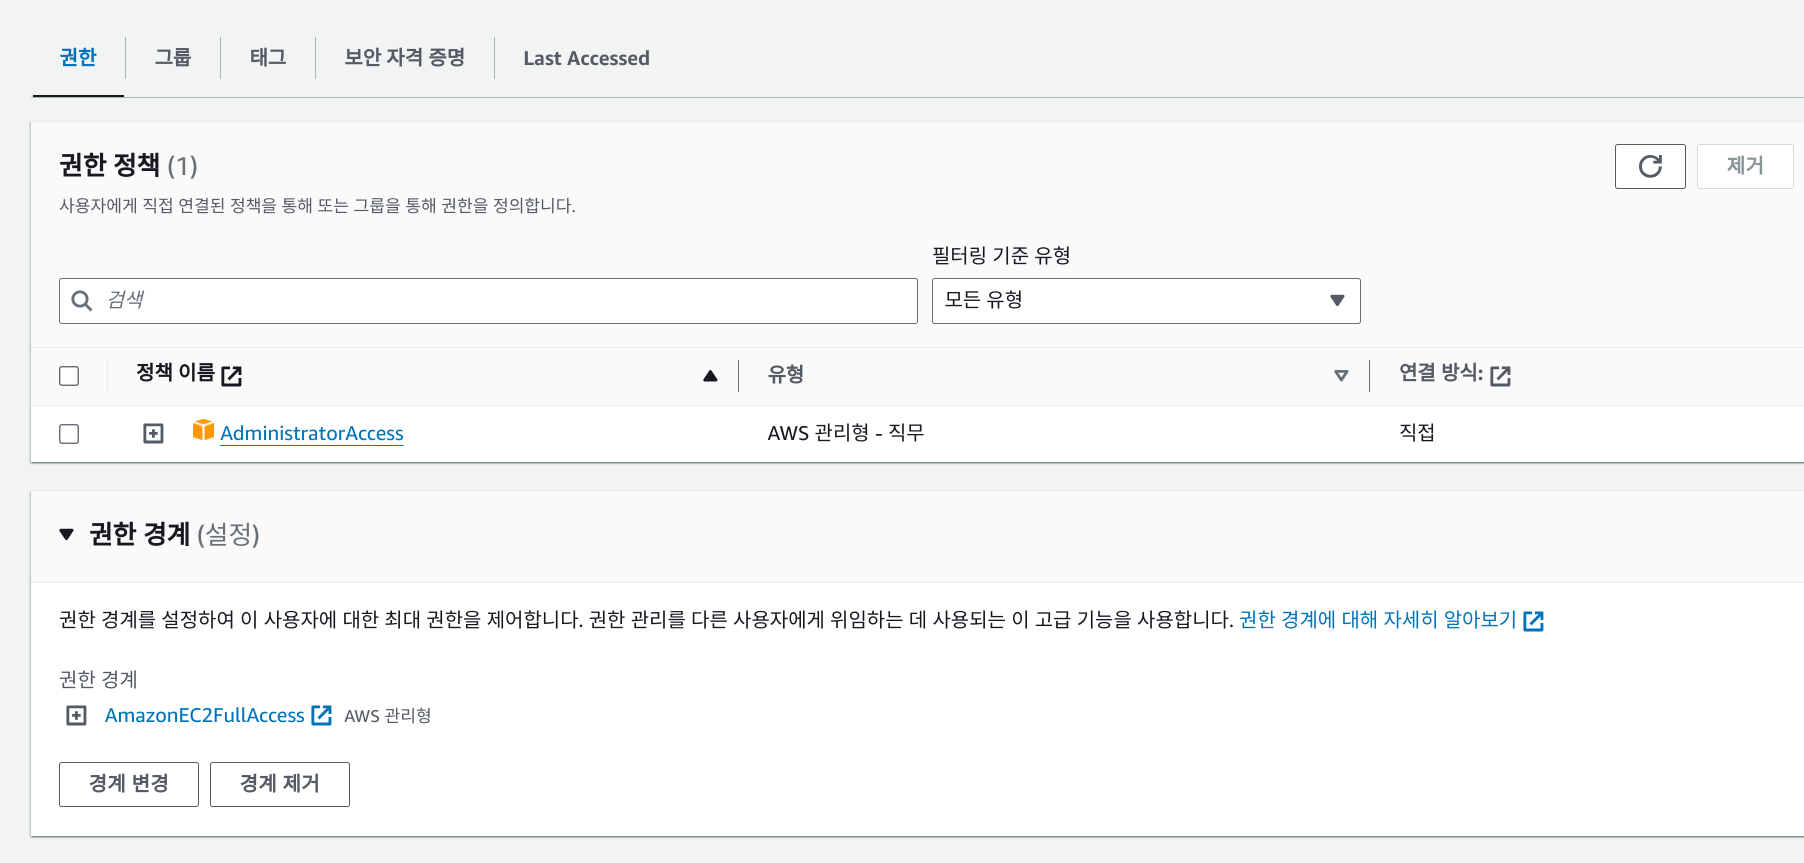 권한 그룹 태그 보안 자격 증명 Last Accessed
권한 정책 (1)
제거
사용자에게 직접 연결된 정책을 통해 또는 그룹을 통해 권한을 정의합니다.
필터링 기준 유형
검색 모든 유형
정책 이름 유형 연결 방식:
AdministratorAccess AWS 관리형 - 직무 직접
권한 경계 (설정)
권한 경계를 설정하여 이 사용자에 대한 최대 권한을 제어합니다. 권한 관리를 다른 사용자에게 위임하는 데 사용되는 이 고급 기능을 사용합니다. 권한 경계에 대해 자세히 알아보기
권한 경계
AmazonEC2FullAccess AWS 관리형
경계 변경 경계 제거